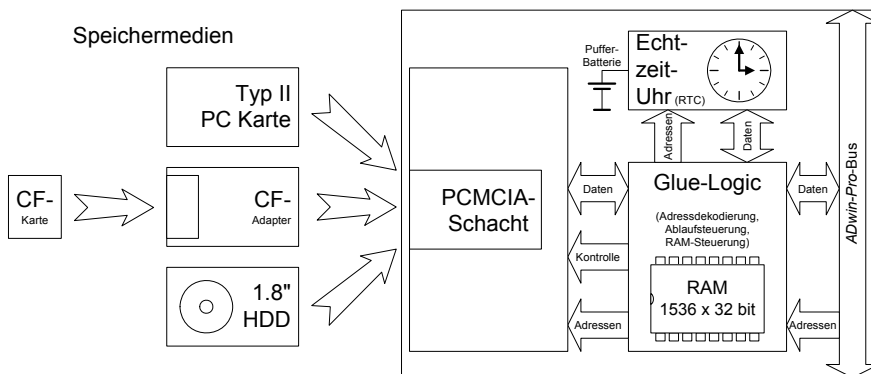 Speichermedien
Typ II
PC Karte
CF-
Karte
CF-
Adapter
1.8"
HDD
PCMCIA-
Schacht
Puffer-
Batterie
Echt-
zeit-
Uhr (RTC)
Adressen
Daten
Daten
Kontrolle
Adressen
Glue-Logic
(Adressdekodierung,
Ablaufsteuerung,
RAM-Steuerung)
RAM
1536 x 32 bit
Daten
Adressen
ADwin-Pro-Bus